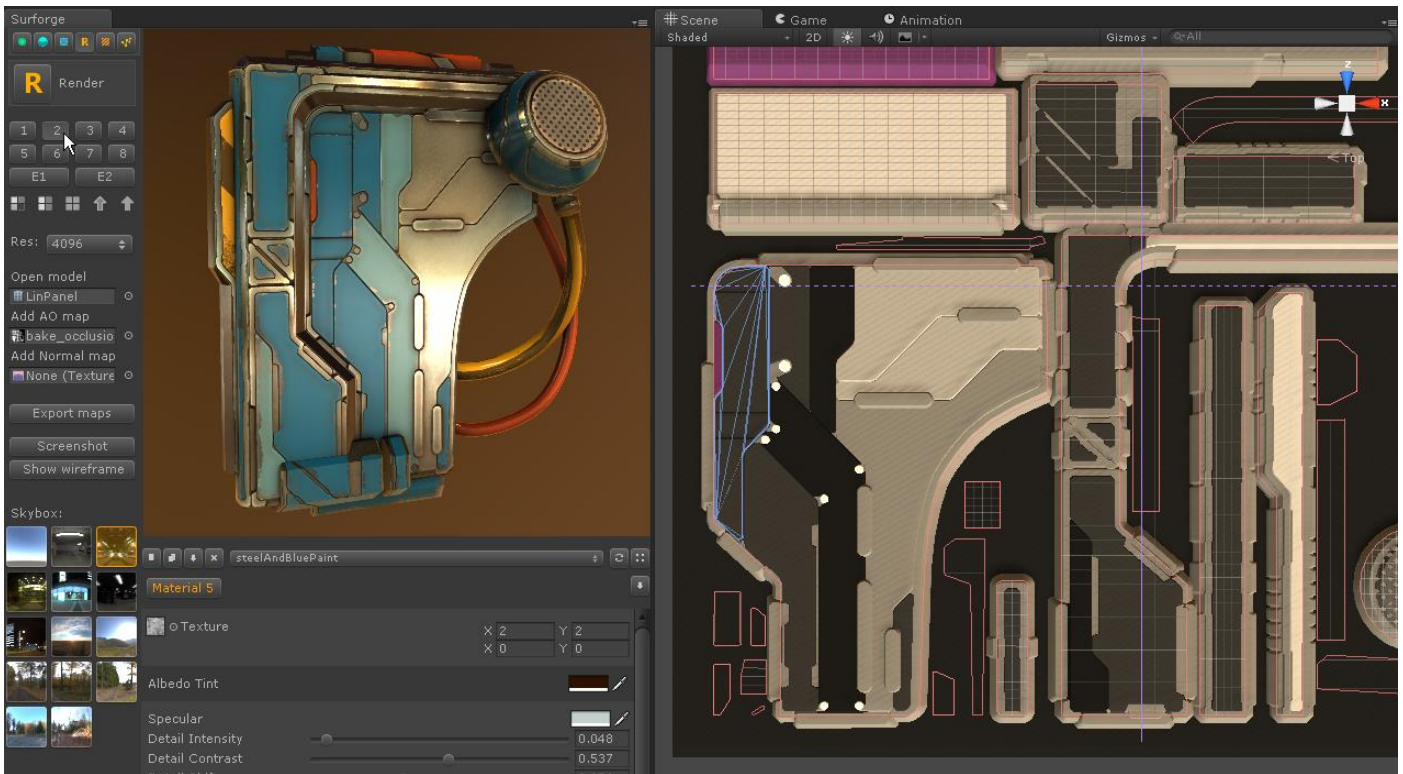 Surforge
R
R Render
1 2 3 4
5 6 7 8
E1 E2
Res: 4096
Open model
LinPanel
Add AO map
bake_occlusio
Add Normal map
None (Texture
Export maps
Screenshot
Show wireframe
Skybox:
steelAndBluePaint
Material 5
Texture
X 2 Y 2
X 0 Y 0
Albedo Tint
Specular
Detail Intensity 0.048
Detail Contrast 0.537
Scene Game Animation
Shaded 2D Gizmos All
z
x
Top